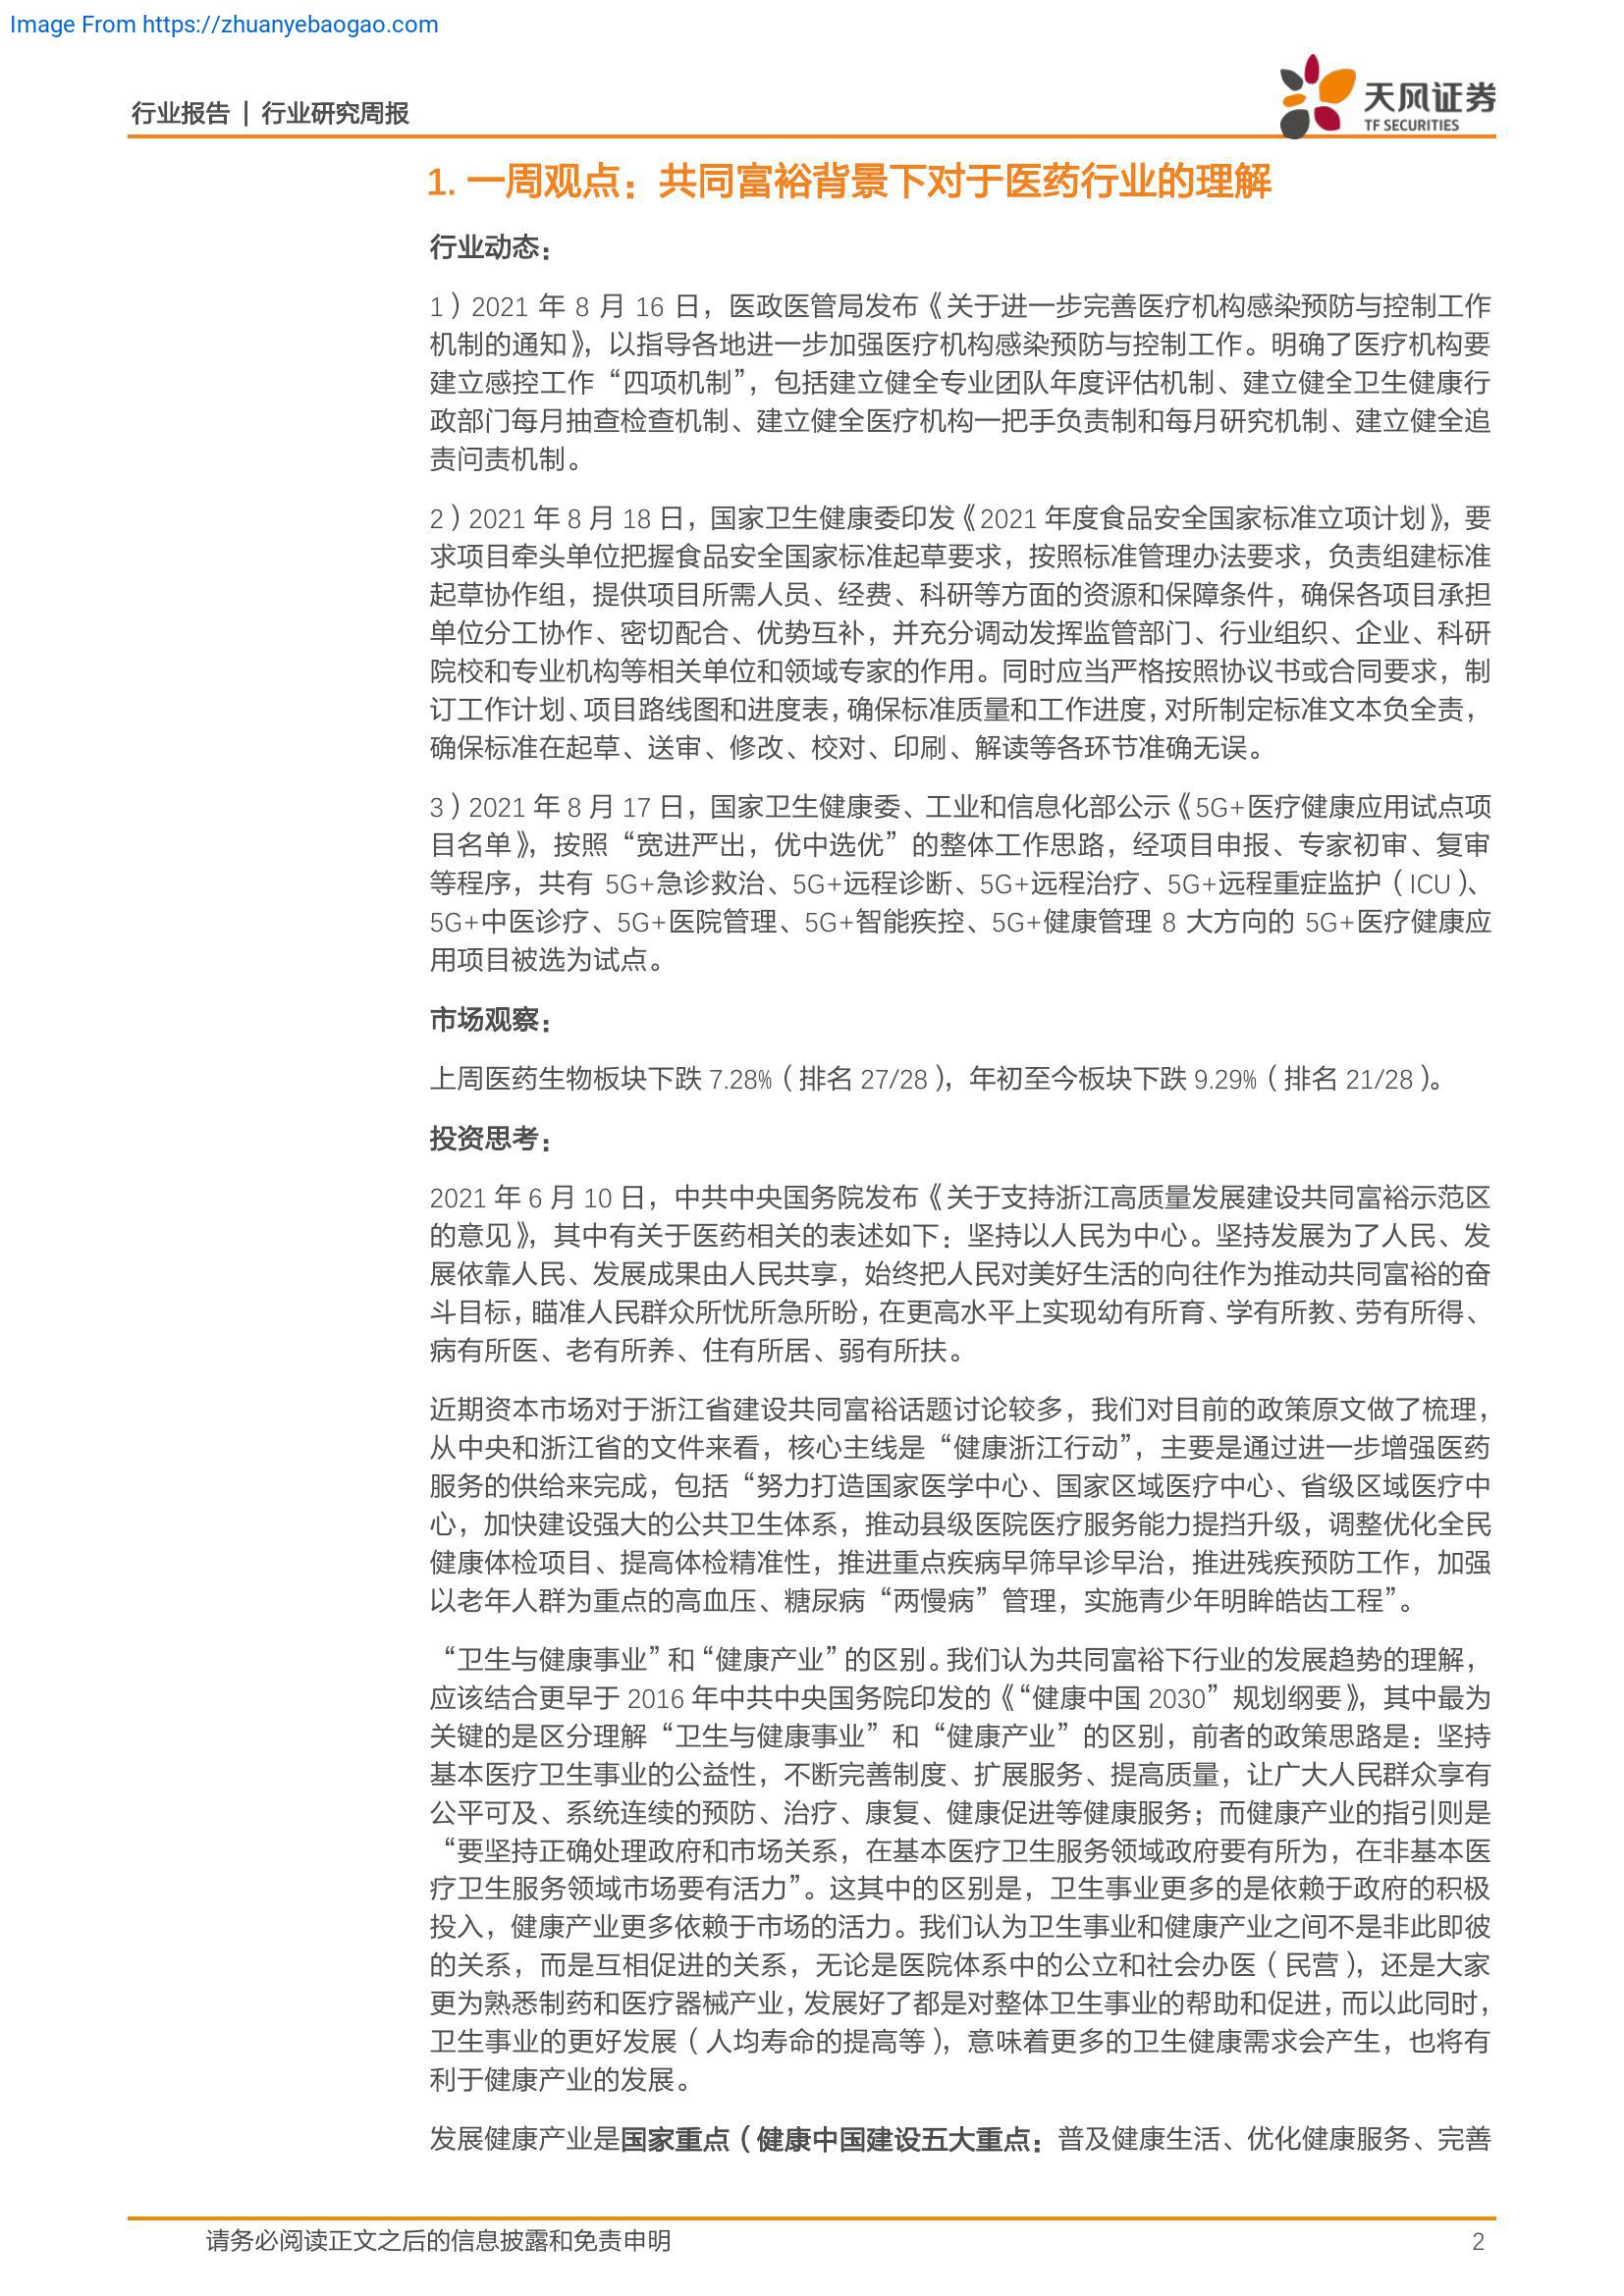 Image From https://zhuanyebaogao.com
行业报告 | 行业研究周报
天风证券
TF SECURITIES
1. 一周观点：共同富裕背景下对于医药行业的理解
行业动态：
1）2021 年 8 月 16 日，医政医管局发布《关于进一步完善医疗机构感染预防与控制工作
机制的通知》，以指导各地进一步加强医疗机构感染预防与控制工作。明确了医疗机构要
建立感控工作“四项机制”，包括建立健全专业团队年度评估机制、建立健全卫生健康行
政部门每月抽查检查机制、建立健全医疗机构一把手负责制和每月研究机制、建立健全追
责问责机制。
2）2021 年 8 月 18 日，国家卫生健康委印发《2021 年度食品安全国家标准立项计划》，要
求项目牵头单位把握食品安全国家标准起草要求，按照标准管理办法要求，负责组建标准
起草协作组，提供项目所需人员、经费、科研等方面的资源和保障条件，确保各项目承担
单位分工协作、密切配合、优势互补，并充分调动发挥监管部门、行业组织、企业、科研
院校和专业机构等相关单位和领域专家的作用。同时应当严格按照协议书或合同要求，制
订工作计划、项目路线图和进度表，确保标准质量和工作进度，对所制定标准文本负全责，
确保标准在起草、送审、修改、校对、印刷、解读等各环节准确无误。
3）2021 年 8 月 17 日，国家卫生健康委、工业和信息化部公示《5G+医疗健康应用试点项
目名单》，按照“宽进严出，优中选优”的整体工作思路，经项目申报、专家初审、复审
等程序，共有 5G+急诊救治、5G+远程诊断、5G+远程治疗、5G+远程重症监护（ICU）、
5G+中医诊疗、5G+医院管理、5G+智能疾控、5G+健康管理 8 大方向的 5G+医疗健康应
用项目被选为试点。
市场观察：
上周医药生物板块下跌 7.28%（排名 27/28），年初至今板块下跌 9.29%（排名 21/28）。
投资思考：
2021 年 6 月 10 日，中共中央国务院发布《关于支持浙江高质量发展建设共同富裕示范区
的意见》，其中有关于医药相关的表述如下：坚持以人民为中心。坚持发展为了人民、发
展依靠人民、发展成果由人民共享，始终把人民对美好生活的向往作为推动共同富裕的奋
斗目标，瞄准人民群众所忧所急所盼，在更高水平上实现幼有所育、学有所教、劳有所得、
病有所医、老有所养、住有所居、弱有所扶。
近期资本市场对于浙江省建设共同富裕话题讨论较多，我们对目前的政策原文做了梳理，
从中央和浙江省的文件来看，核心主线是“健康浙江行动”，主要是通过进一步增强医药
服务的供给来完成，包括“努力打造国家医学中心、国家区域医疗中心、省级区域医疗中
心，加快建设强大的公共卫生体系，推动县级医院医疗服务能力提挡升级，调整优化全民
健康体检项目、提高体检精准性，推进重点疾病早筛早诊早治，推进残疾预防工作，加强
以老年人群为重点的高血压、糖尿病“两慢病”管理，实施青少年明眸皓齿工程”。
“卫生与健康事业”和“健康产业”的区别。我们认为共同富裕下行业的发展趋势的理解，
应该结合更早于 2016 年中共中央国务院印发的《“健康中国 2030”规划纲要》，其中最为
关键的是区分理解“卫生与健康事业”和“健康产业”的区别，前者的政策思路是：坚持
基本医疗卫生事业的公益性，不断完善制度、扩展服务、提高质量，让广大人民群众享有
公平可及、系统连续的预防、治疗、康复、健康促进等健康服务；而健康产业的指引则是
“要坚持正确处理政府和市场关系，在基本医疗卫生服务领域政府要有所为，在非基本医
疗卫生服务领域市场要有活力”。这其中的区别是，卫生事业更多的是依赖于政府的积极
投入，健康产业更多依赖于市场的活力。我们认为卫生事业和健康产业之间不是非此即彼
的关系，而是互相促进的关系，无论是医院体系中的公立和社会办医（民营），还是大家
更为熟悉制药和医疗器械产业，发展好了都是对整体卫生事业的帮助和促进，而以此同时，
卫生事业的更好发展（人均寿命的提高等），意味着更多的卫生健康需求会产生，也将有
利于健康产业的发展。
发展健康产业是国家重点（健康中国建设五大重点：普及健康生活、优化健康服务、完善
请务必阅读正文之后的信息披露和免责申明
2